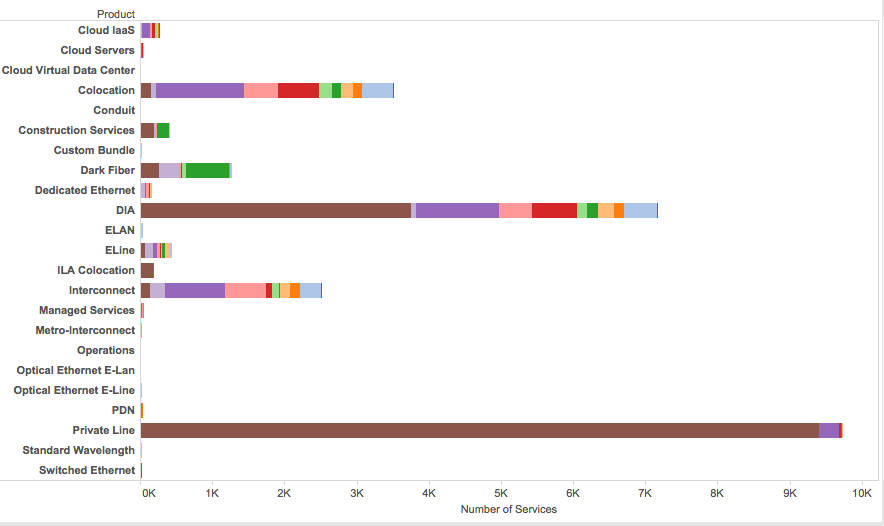 Product
Cloud IaaS
Cloud Servers
Cloud Virtual Data Center
Colocation
Conduit
Construction Services
Custom Bundle
Dark Fiber
Dedicated Ethernet
DIA
ELAN
ELine
ILA Colocation
Interconnect
Managed Services
Metro-Interconnect
Operations
Optical Ethernet E-Lan
Optical Ethernet E-Line
PDN
Private Line
Standard Wavelength
Switched Ethernet
0K 1K 2K 3K 4K 5K 6K 7K 8K 9K 10K
Number of Services